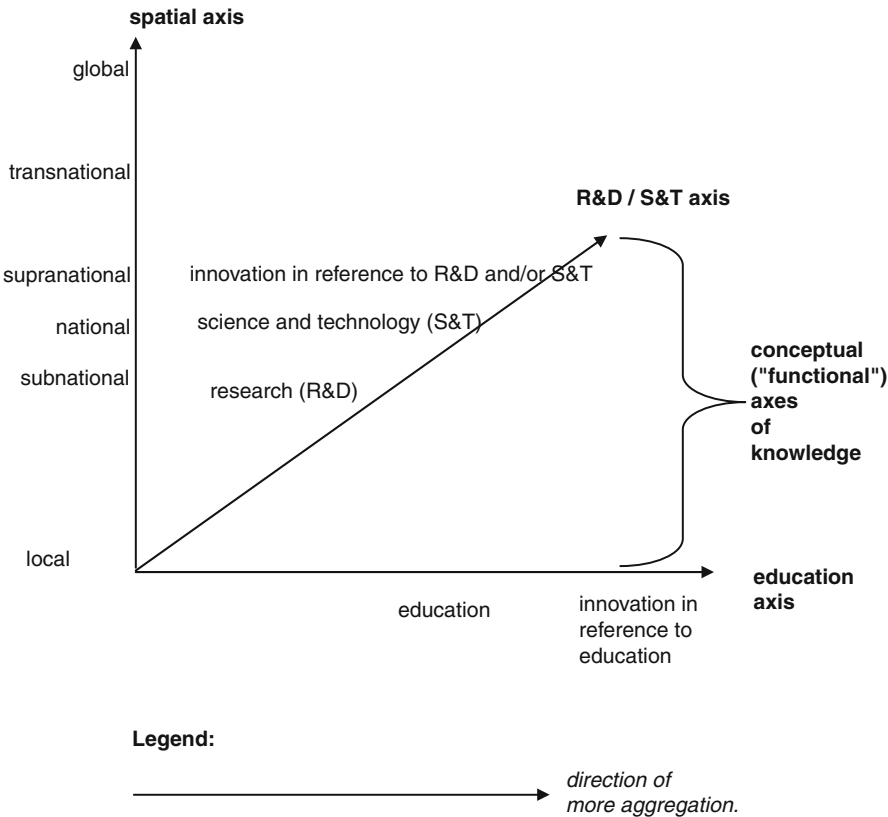 spatial axis
global
transnational
R&D / S&T axis
supranational
innovation in reference to R&D and/or S&T
national
science and technology (S&T)
subnational
research (R&D)
conceptual
("functional")
axes
of
knowledge
local
education
axis
education
innovation in
reference to
education
Legend:
direction of
more aggregation.